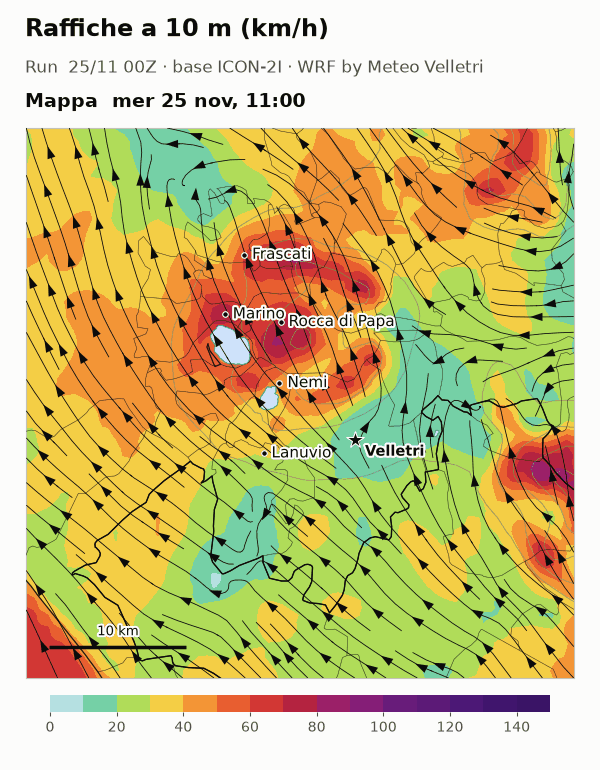 Raffiche a 10 m (km/h)
Run  25/11 00Z · base ICON-2I · WRF by Meteo Velletri
Mappa  mer 25 nov, 11:00
Frascati
Marino
Rocca di Papa
Nemi
Velletri
Lanuvio
10 km
0 20 40 60 80 100 120 140